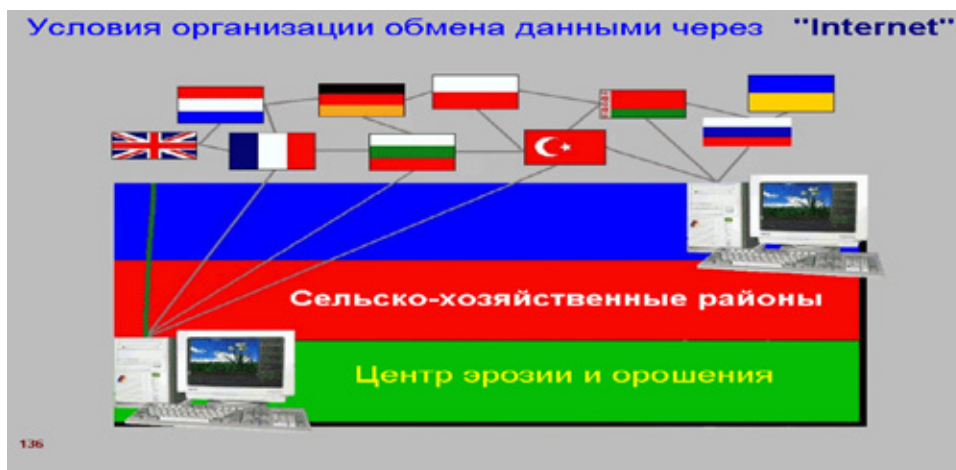 Условия организации обмена данными через "Internet"
Сельско-хозяйственные районы
Центр эрозии и орошения
136